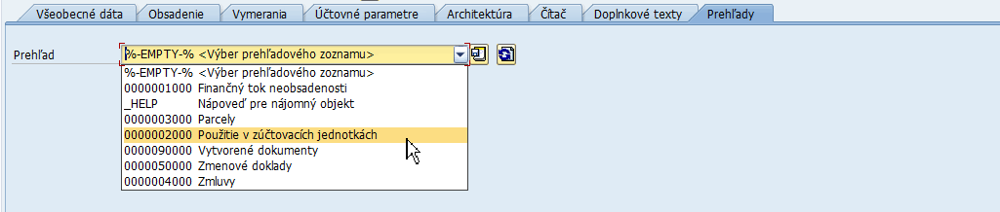 Všeobecné dáta Obsadenie Vymerania Účtovné parametre Architektúra Čítač Doplnkové texty Prehľady
Prehľad %-EMPTY-% <Výber prehľadového zoznamu>
%-EMPTY-% <Výber prehľadového zoznamu>
0000001000 Finančný tok neobsadenosti
_HELP Nápoveď pre nájomný objekt
0000003000 Parcely
0000002000 Použitie v zúčtovacích jednotkách
0000090000 Vytvorené dokumenty
0000050000 Zmenové doklady
0000004000 Zmluvy